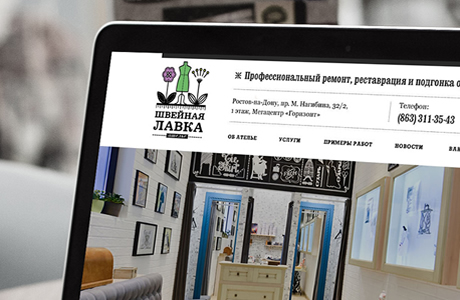 ШВЕЙНАЯ
ЛАВКА
Профессиональный ремонт, реставрация и подгонка о
Ростов-на-Дону, пр. М. Нагибина, 32/2,
1 этаж, Мегацентр «Горизонт»
Телефон:
(863) 311-35-43
ОБ АТЕЛЬЕ УСЛУГИ ПРИМЕРЫ РАБОТ НОВОСТИ ВАК